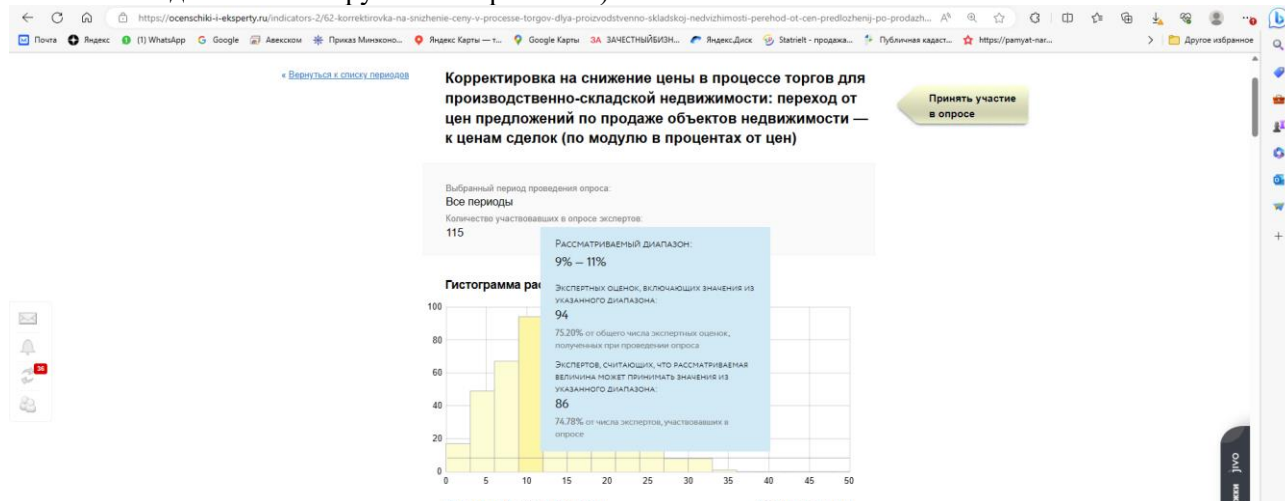 https://ocenschiki-i-eksperty.ru/indicators-2/62-korrektirovka-na-snizhenie-ceny-v-processe-torgov-dlya-proizvodstvenno-skladskoj-nedvizhimosti-perehod-ot-cen-predlozhenij-po-prodazh...
Почта Яндекс (1) WhatsApp Google Авекском Приказ Минэконо... Яндекс Карты — т... Google Карты ЗА ЗАЧЕСТНЫЙБИЗН... Яндекс.Диск Statrielt - продажа... Публичная кадаст... https://pamyat-nar... Другое избранное
« Вернуться к списку периодов
Корректировка на снижение цены в процессе торгов для
производственно-складской недвижимости: переход от
цен предложений по продаже объектов недвижимости —
к ценам сделок (по модулю в процентах от цен)
Принять участие
в опросе
Выбранный период проведения опроса:
Все периоды
Количество участвовавших в опросе экспертов:
115
Рассматриваемый диапазон:
9% – 11%
Экспертных оценок, включающих значения из
указанного диапазона:
94
75.20% от общего числа экспертных оценок,
полученных при проведении опроса
Экспертов, считающих, что рассматриваемая
величина может принимать значения из
указанного диапазона:
86
74.78% от числа экспертов, участвовавших в
опросе
Гистограмма
100
80
60
40
20
0
0 5 10 15 20 25 30 35 40 45 50
36
jivo